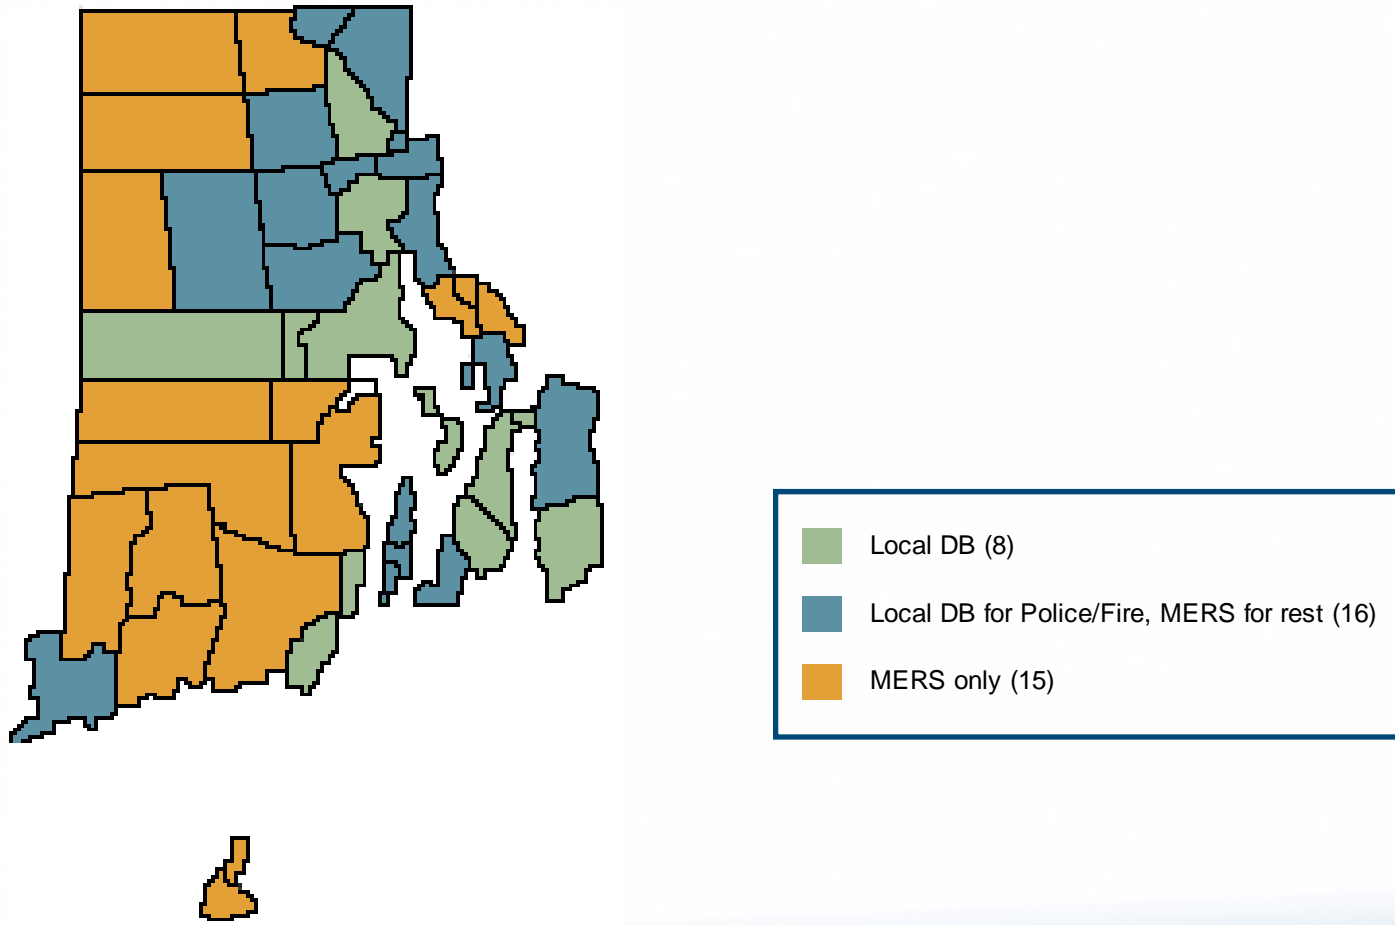 Local DB (8)
Local DB for Police/Fire, MERS for rest (16)
MERS only (15)